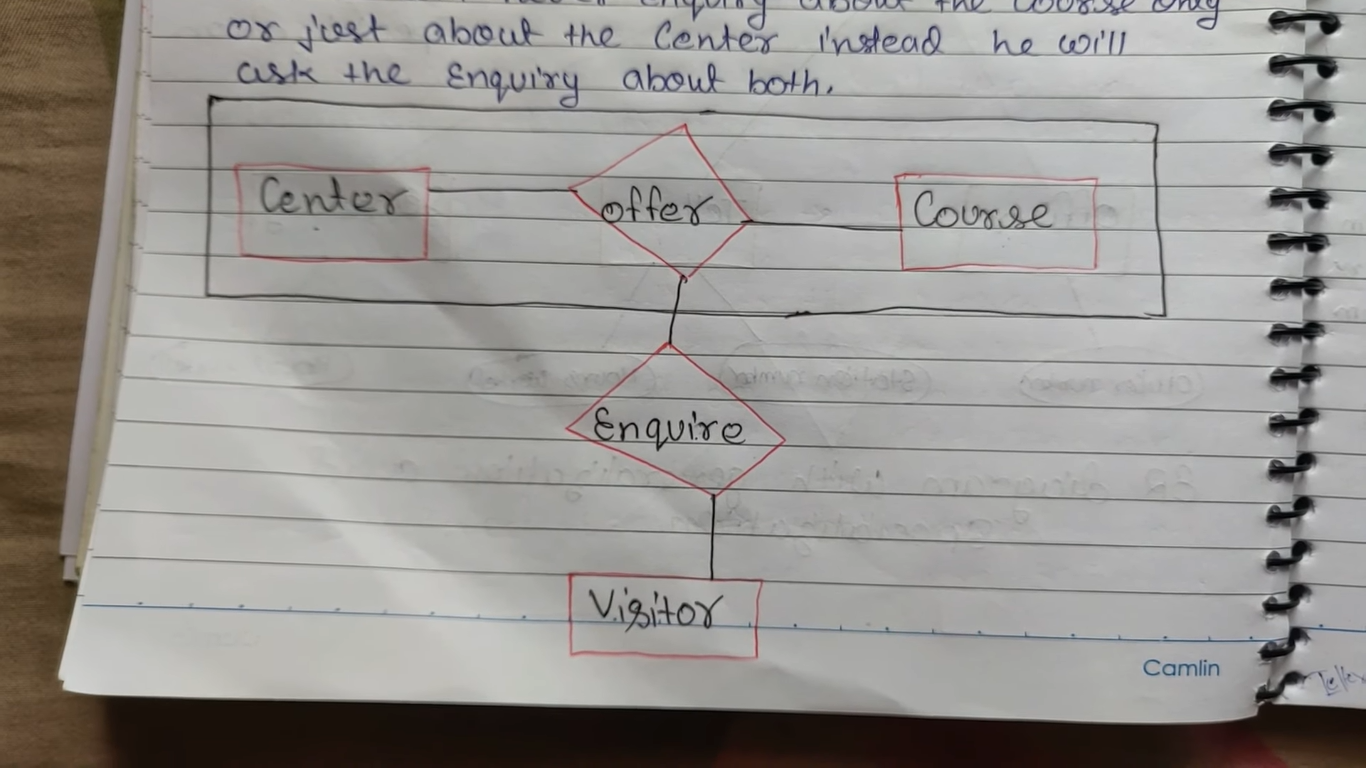 Enquiry about the Course only
or just about the Center instead he will
ask the Enquiry about both.
Center
offer
Course
Enquire
Visitor
Camlin